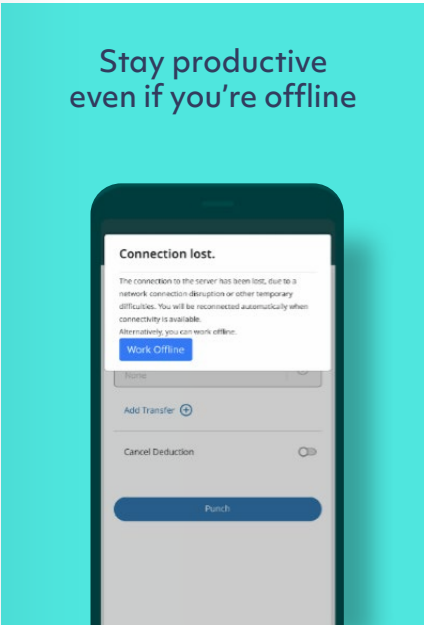 Stay productive
even if you’re offline
Connection lost.
The connection to the server has been lost, due to a
network connection disruption or other temporary
difficulties. You will be reconnected automatically when
connectivity is available.
Alternatively, you can work offline.
Work Offline
None
Add Transfer
Cancel Deduction
Punch